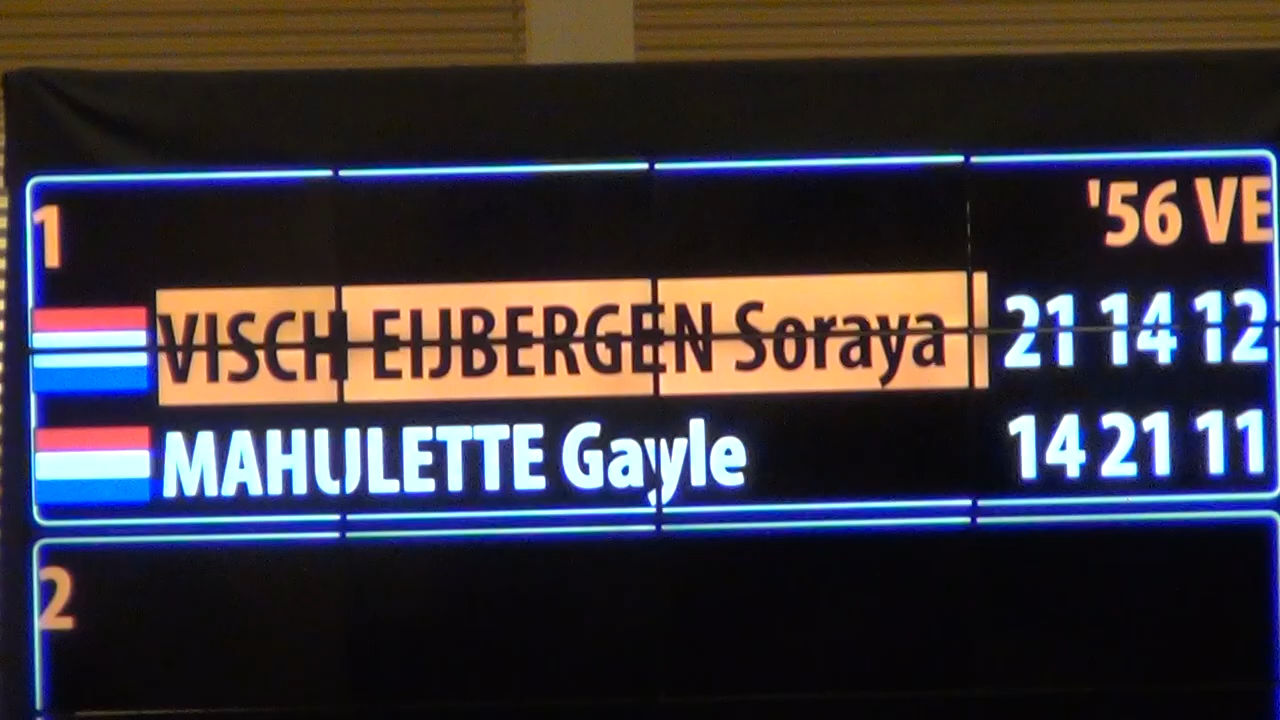 1
'56 VE
VISCH EIJBERGEN Soraya 21 14 12
MAHULETTE Gayle 14 21 11
2